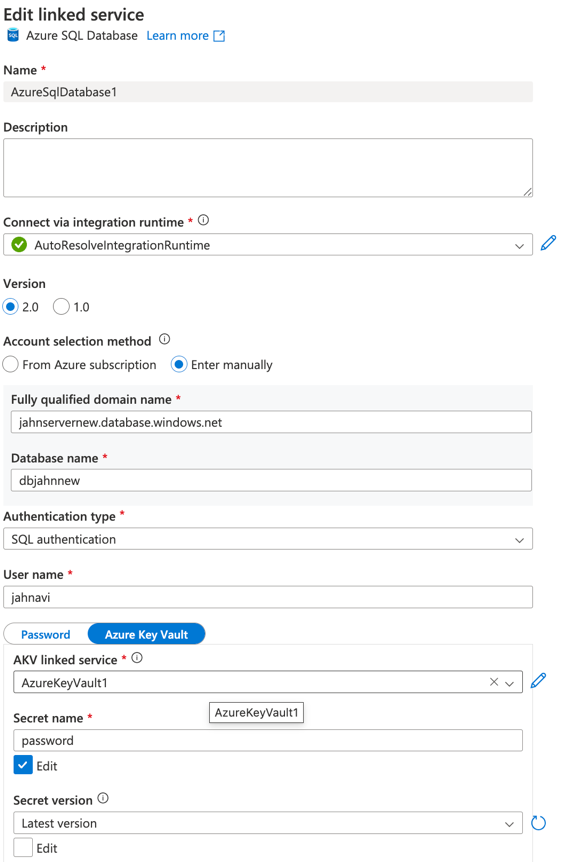 Edit linked service
SQL Azure SQL Database Learn more
Name *
AzureSqlDatabase1
Description
Connect via integration runtime *
AutoResolveIntegrationRuntime
Version
2.0 1.0
Account selection method
From Azure subscription Enter manually
Fully qualified domain name *
jahnservernew.database.windows.net
Database name *
dbjahnnew
Authentication type *
SQL authentication
User name *
jahnavi
Password Azure Key Vault
AKV linked service *
AzureKeyVault1
AzureKeyVault1
Secret name *
password
Edit
Secret version
Latest version
Edit